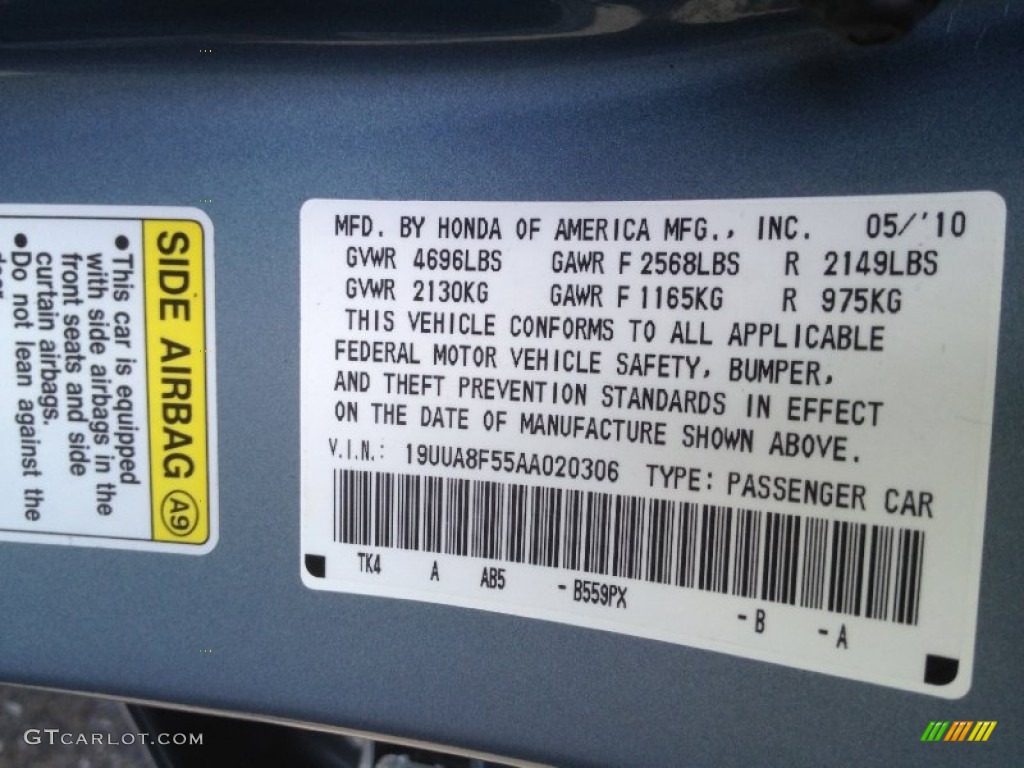 MFD. BY HONDA OF AMERICA MFG., INC. 05/'10
GVWR 4696LBS GAWR F 2568LBS R 2149LBS
GVWR 2130KG GAWR F 1165KG R 975KG
THIS VEHICLE CONFORMS TO ALL APPLICABLE
FEDERAL MOTOR VEHICLE SAFETY, BUMPER,
AND THEFT PREVENTION STANDARDS IN EFFECT
ON THE DATE OF MANUFACTURE SHOWN ABOVE.
V.I.N.: 19UUA8F55AA020306 TYPE: PASSENGER CAR
TK4 A AB5 - B559PX - B - A
SIDE AIRBAG A9
• This car is equipped
with side airbags in the
front seats and side
curtain airbags.
• Do not lean against the
GTCARLOT.COM